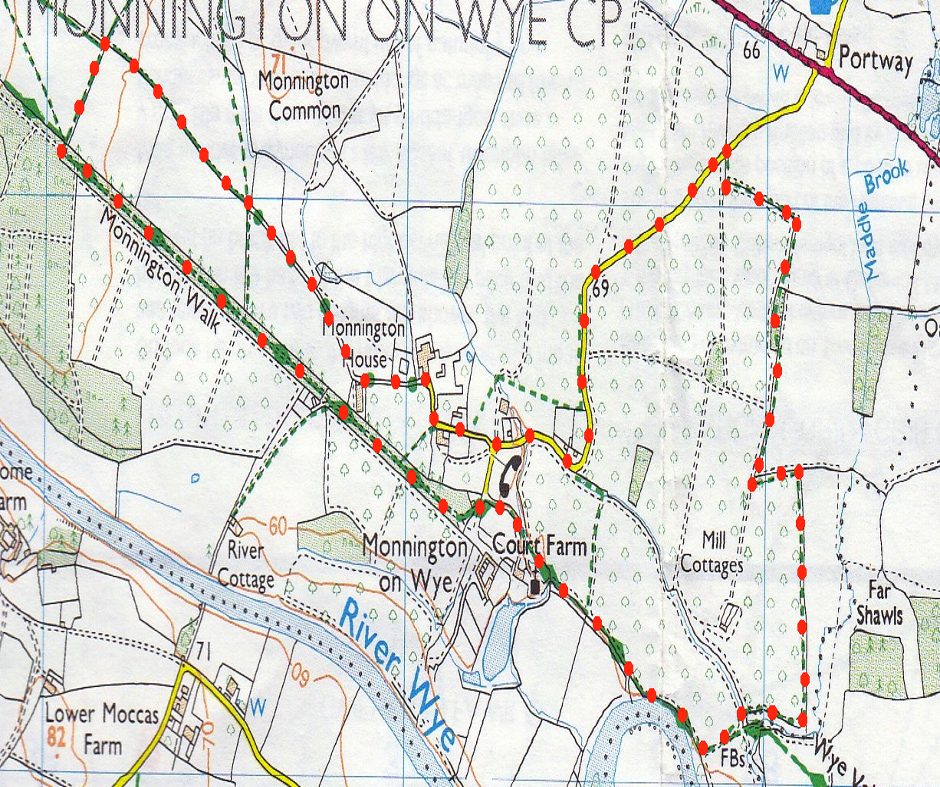 MONNINGTON ON WYE CP
66
Portway
W
71
Monnington
Common
Maddle Brook
Monnington Walk
69
Monnington
House
60
River
Cottage
Monnington
on Wye
Court Farm
Mill
Cottages
Far
Shawls
River Wye
71
60
W
Lower Moccas
Farm
82
70
FBs
Wye V
ome
arm
O